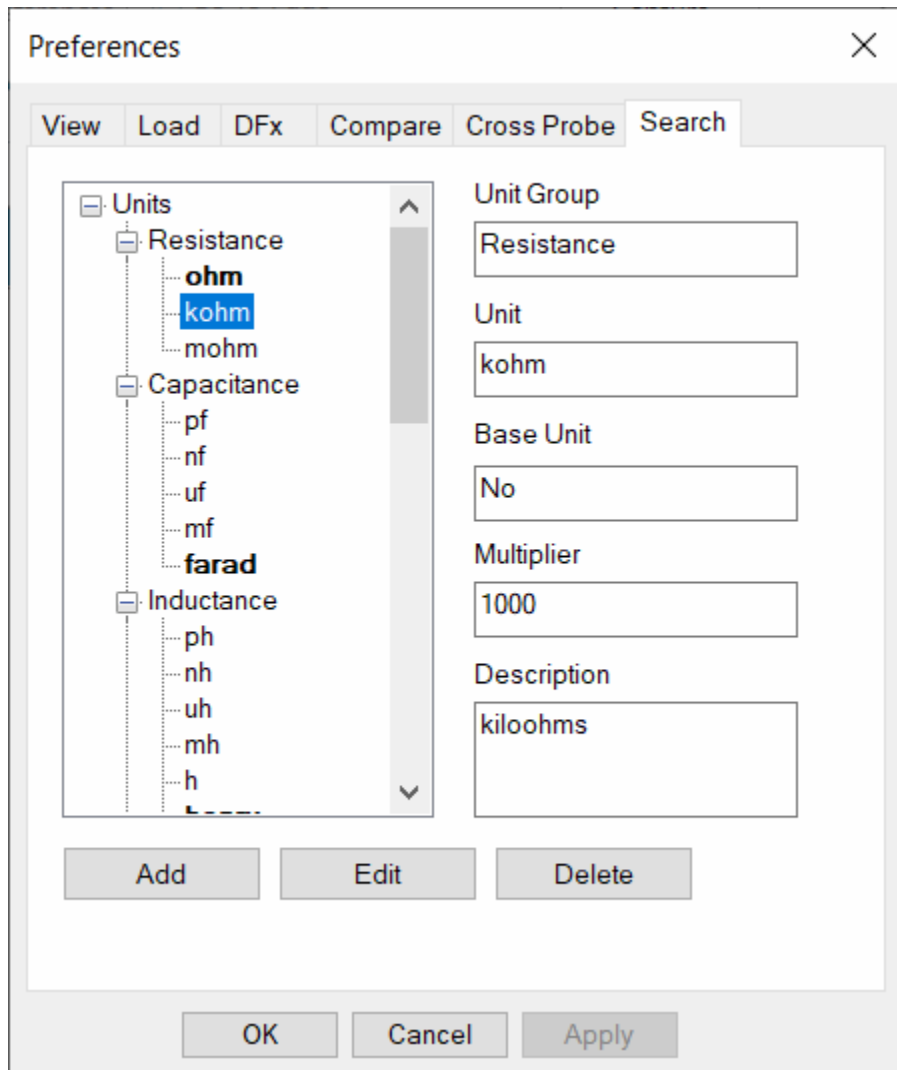 Preferences
View Load DFx Compare Cross Probe Search
Units
Resistance
ohm
kohm
mohm
Capacitance
pf
nf
uf
mf
farad
Inductance
ph
nh
uh
mh
h
Unit Group
Resistance
Unit
kohm
Base Unit
No
Multiplier
1000
Description
kiloohms
Add Edit Delete
OK Cancel Apply